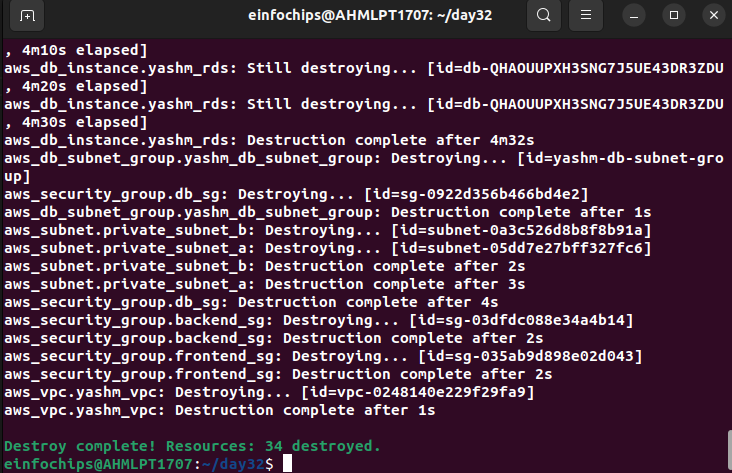 einfochips@AHMLPT1707: ~/day32
, 4m10s elapsed]
aws_db_instance.yashm_rds: Still destroying... [id=db-QHAOUUPXH3SNG7J5UE43DR3ZDU
, 4m20s elapsed]
aws_db_instance.yashm_rds: Still destroying... [id=db-QHAOUUPXH3SNG7J5UE43DR3ZDU
, 4m30s elapsed]
aws_db_instance.yashm_rds: Destruction complete after 4m32s
aws_db_subnet_group.yashm_db_subnet_group: Destroying... [id=yashm-db-subnet-gro
up]
aws_security_group.db_sg: Destroying... [id=sg-0922d356b466bd4e2]
aws_db_subnet_group.yashm_db_subnet_group: Destruction complete after 1s
aws_subnet.private_subnet_b: Destroying... [id=subnet-0a3c526d8b8f8b91a]
aws_subnet.private_subnet_a: Destroying... [id=subnet-05dd7e27bff327fc6]
aws_subnet.private_subnet_b: Destruction complete after 2s
aws_subnet.private_subnet_a: Destruction complete after 3s
aws_security_group.db_sg: Destruction complete after 4s
aws_security_group.backend_sg: Destroying... [id=sg-03dfdc088e34a4b14]
aws_security_group.backend_sg: Destruction complete after 2s
aws_security_group.frontend_sg: Destroying... [id=sg-035ab9d898e02d043]
aws_security_group.frontend_sg: Destruction complete after 2s
aws_vpc.yashm_vpc: Destroying... [id=vpc-0248140e229f29fa9]
aws_vpc.yashm_vpc: Destruction complete after 1s
Destroy complete! Resources: 34 destroyed.
einfochips@AHMLPT1707:~/day32$